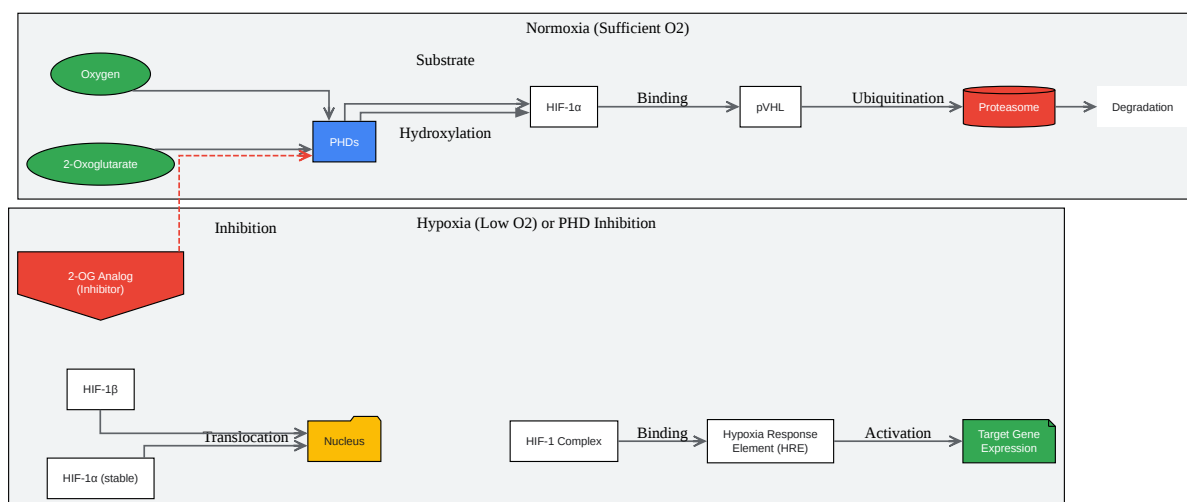 Normoxia (Sufficient O2)
Substrate
Oxygen
HIF-1α
Binding
pVHL
Ubiquitination
Proteasome
Degradation
Hydroxylation
PHDs
2-Oxoglutarate
Hypoxia (Low O2) or PHD Inhibition
Inhibition
2-OG Analog
(Inhibitor)
HIF-1β
Translocation
Nucleus
HIF-1α (stable)
HIF-1 Complex
Binding
Hypoxia Response
Element (HRE)
Activation
Target Gene
Expression